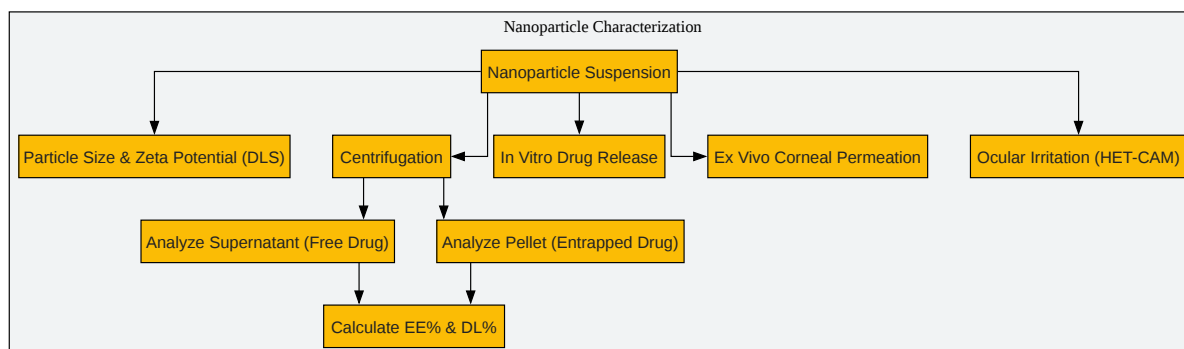 Nanoparticle Characterization
Nanoparticle Suspension
Particle Size & Zeta Potential (DLS)
Centrifugation
In Vitro Drug Release
Ex Vivo Corneal Permeation
Ocular Irritation (HET-CAM)
Analyze Supernatant (Free Drug)
Analyze Pellet (Entrapped Drug)
Calculate EE% & DL%